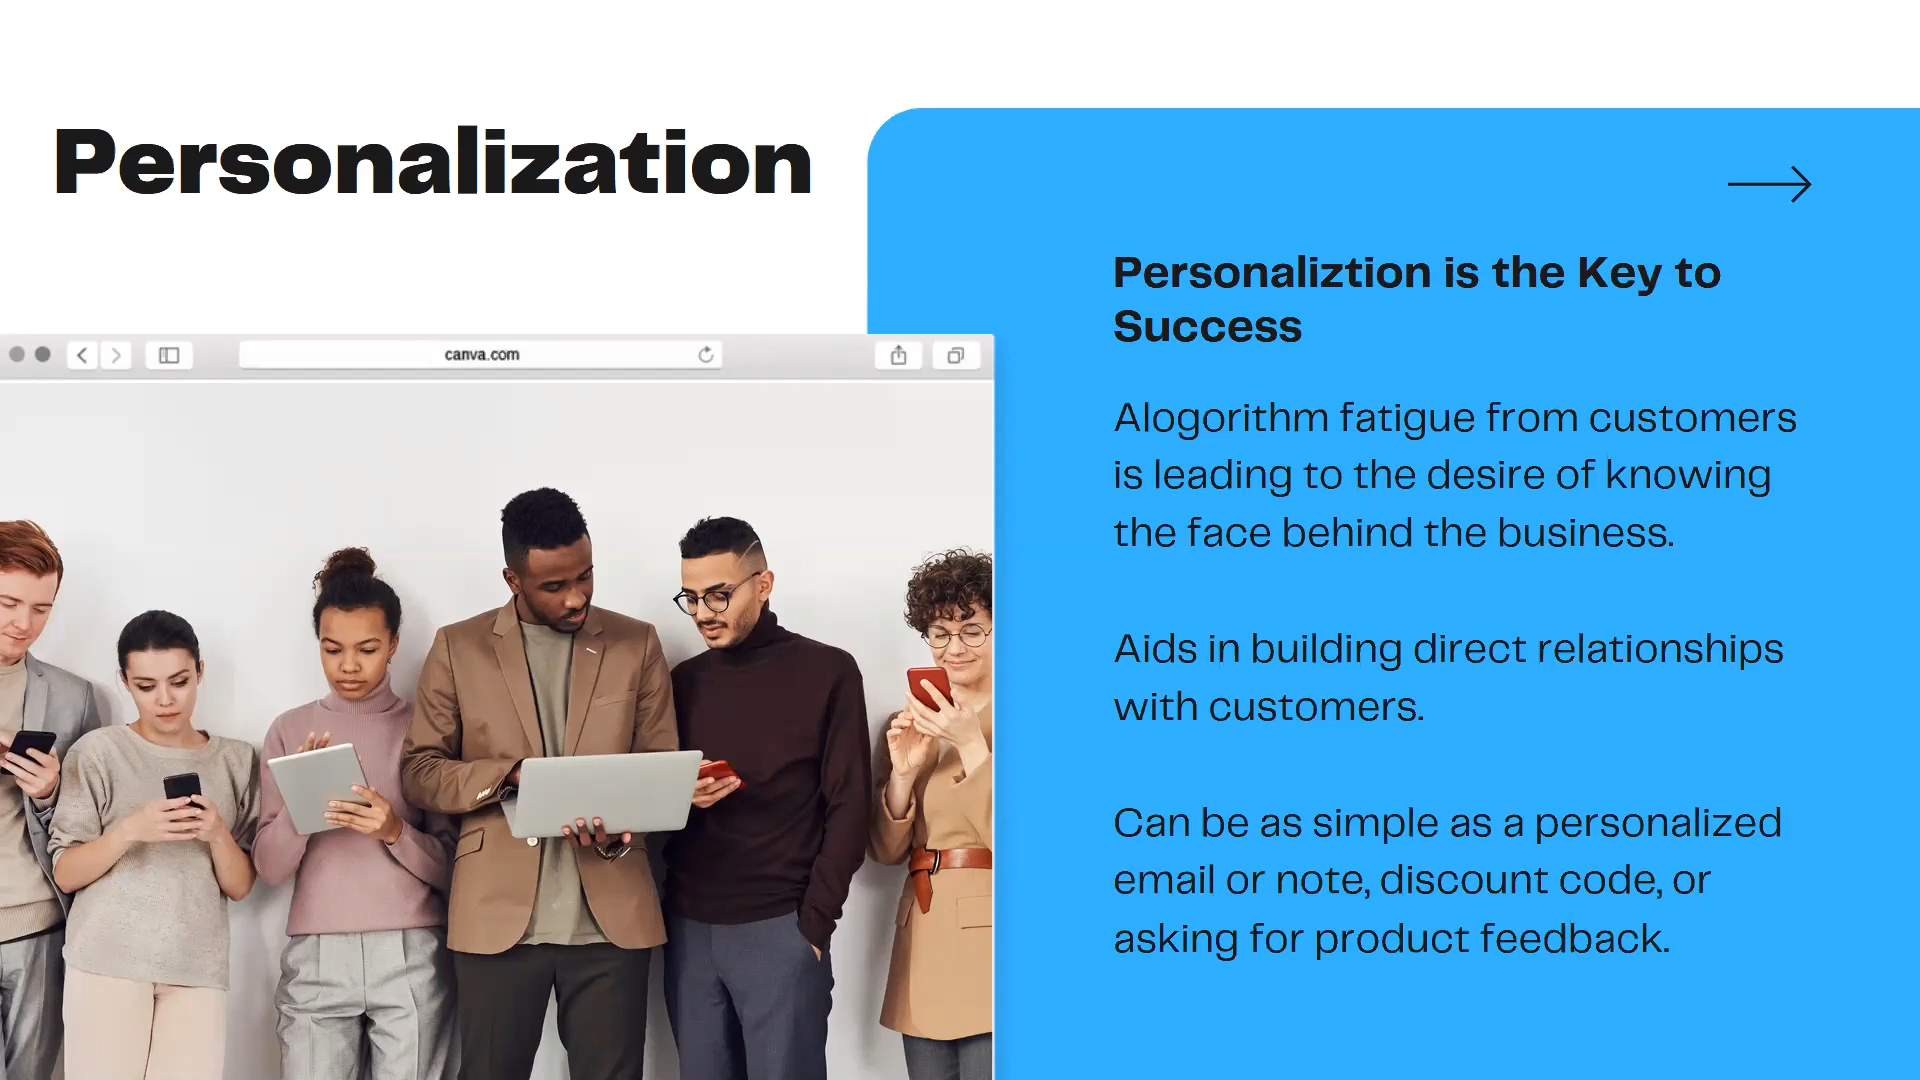 Personalization
canva.com
Personaliztion is the Key to
Success
Alogorithm fatigue from customers
is leading to the desire of knowing
the face behind the business.
Aids in building direct relationships
with customers.
Can be as simple as a personalized
email or note, discount code, or
asking for product feedback.